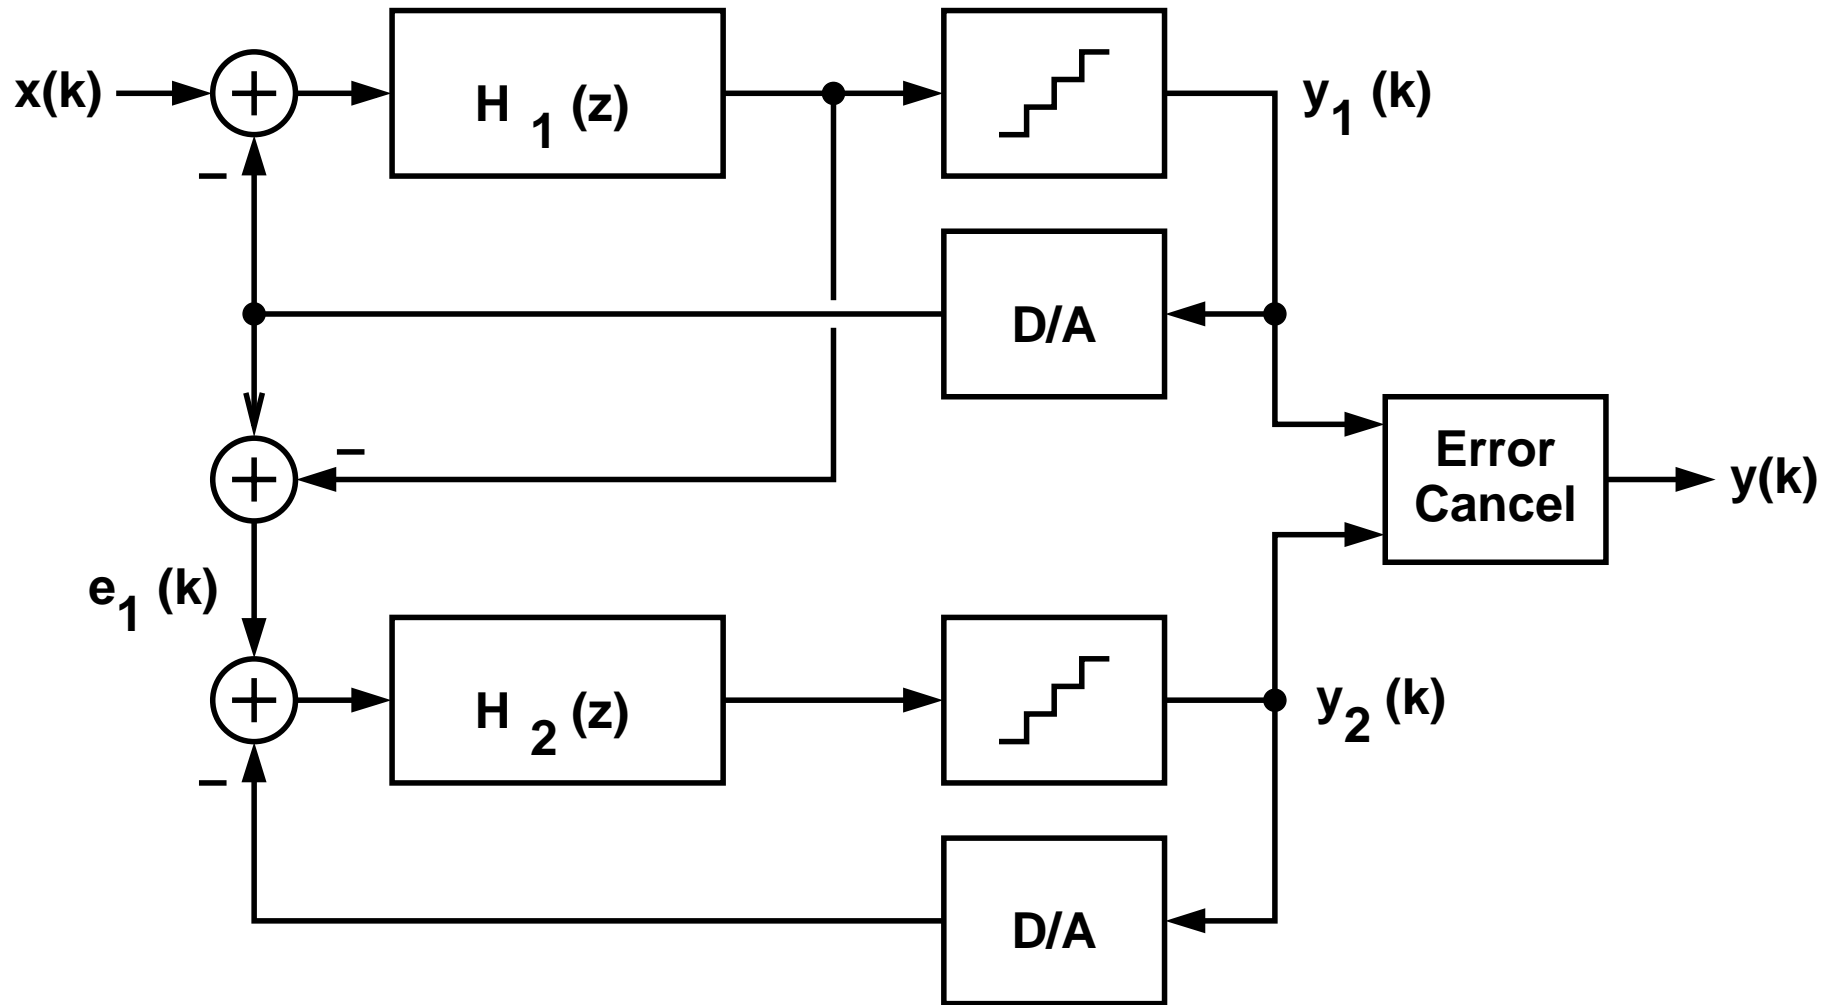 x(k)
H 1 (z)
y1 (k)
D/A
Error
Cancel
y(k)
e1 (k)
H 2 (z)
y2 (k)
D/A